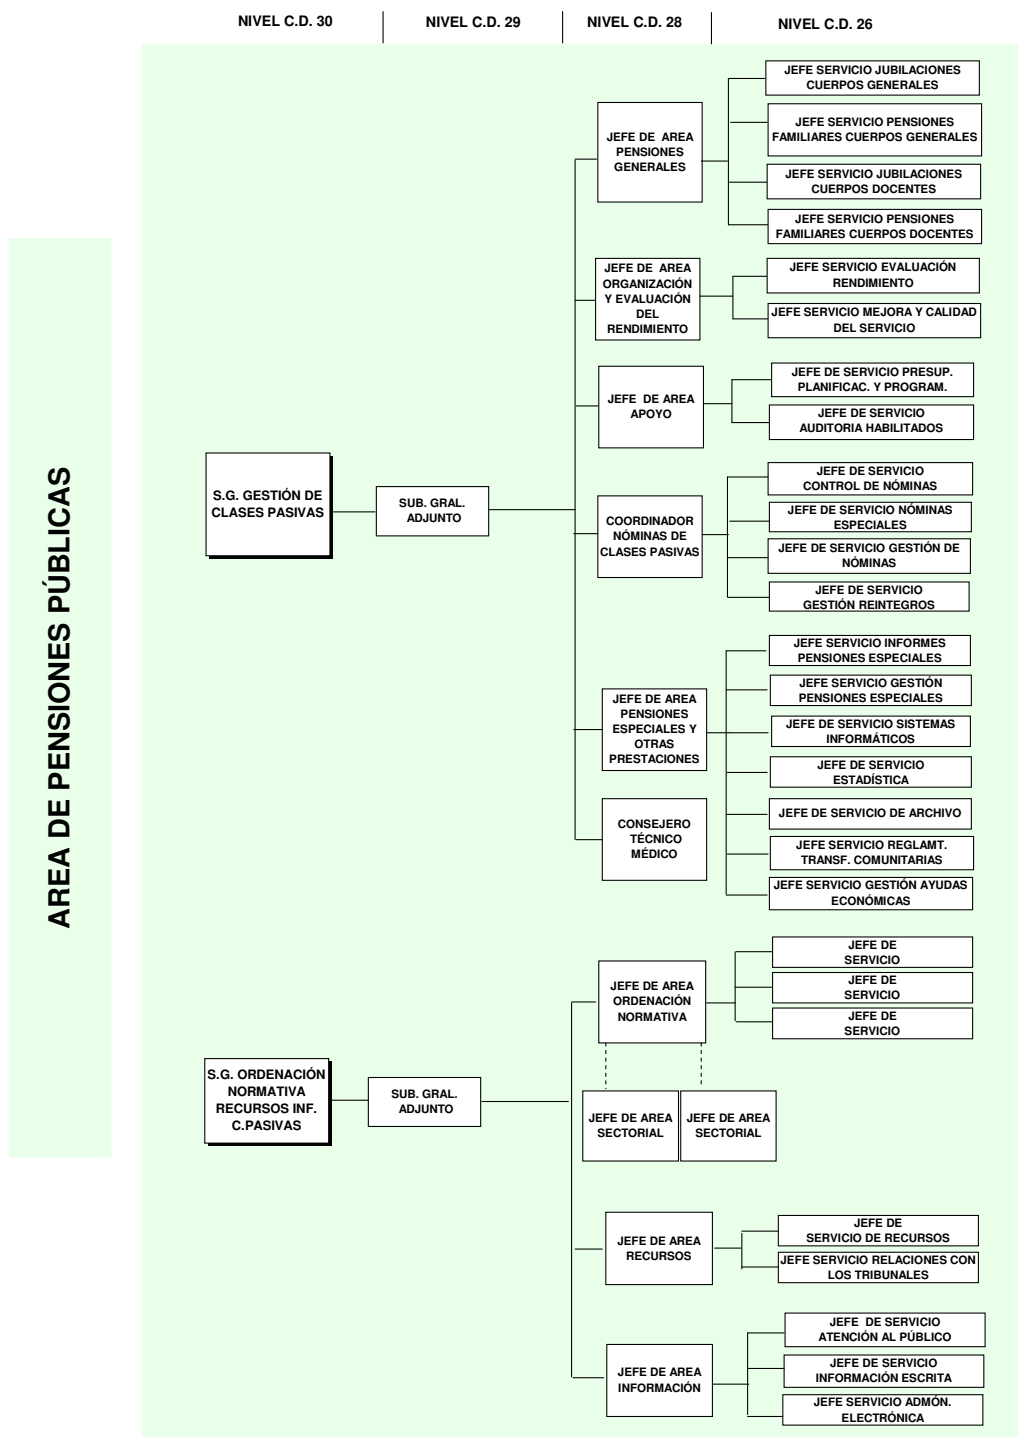 NIVEL C.D. 30
NIVEL C.D. 29
NIVEL C.D. 28
NIVEL C.D. 26
AREA DE PENSIONES PÚBLICAS
S.G. GESTIÓN DE
CLASES PASIVAS
SUB. GRAL.
ADJUNTO
JEFE DE AREA
PENSIONES
GENERALES
JEFE SERVICIO JUBILACIONES
CUERPOS GENERALES
JEFE SERVICIO PENSIONES
FAMILIARES CUERPOS GENERALES
JEFE SERVICIO JUBILACIONES
CUERPOS DOCENTES
JEFE SERVICIO PENSIONES
FAMILIARES CUERPOS DOCENTES
JEFE DE AREA
ORGANIZACIÓN
Y EVALUACIÓN
DEL
RENDIMIENTO
JEFE SERVICIO EVALUACIÓN
RENDIMIENTO
JEFE SERVICIO MEJORA Y CALIDAD
DEL SERVICIO
JEFE DE AREA
APOYO
JEFE DE SERVICIO PRESUP.
PLANIFICAC. Y PROGRAM.
JEFE DE SERVICIO
AUDITORIA HABILITADOS
COORDINADOR
NÓMINAS DE
CLASES PASIVAS
JEFE DE SERVICIO
CONTROL DE NÓMINAS
JEFE DE SERVICIO NÓMINAS
ESPECIALES
JEFE DE SERVICIO GESTIÓN DE
NÓMINAS
JEFE DE SERVICIO
GESTIÓN REINTEGROS
JEFE DE AREA
PENSIONES
ESPECIALES Y
OTRAS
PRESTACIONES
JEFE SERVICIO INFORMES
PENSIONES ESPECIALES
JEFE SERVICIO GESTIÓN
PENSIONES ESPECIALES
JEFE DE SERVICIO SISTEMAS
INFORMÁTICOS
JEFE DE SERVICIO
ESTADÍSTICA
JEFE DE SERVICIO DE ARCHIVO
JEFE SERVICIO REGLAMT.
TRANSF. COMUNITARIAS
JEFE SERVICIO GESTIÓN AYUDAS
ECONÓMICAS
CONSEJERO
TÉCNICO
MÉDICO
S.G. ORDENACIÓN
NORMATIVA
RECURSOS INF.
C.PASIVAS
SUB. GRAL.
ADJUNTO
JEFE DE AREA
ORDENACIÓN
NORMATIVA
JEFE DE
SERVICIO
JEFE DE
SERVICIO
JEFE DE
SERVICIO
JEFE DE AREA
SECTORIAL
JEFE DE AREA
SECTORIAL
JEFE DE AREA
RECURSOS
JEFE DE
SERVICIO DE RECURSOS
JEFE SERVICIO RELACIONES CON
LOS TRIBUNALES
JEFE DE AREA
INFORMACIÓN
JEFE DE SERVICIO
ATENCIÓN AL PÚBLICO
JEFE DE SERVICIO
INFORMACIÓN ESCRITA
JEFE SERVICIO ADMÓN.
ELECTRÓNICA